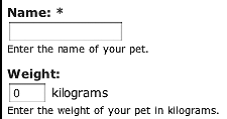 Name: *
Enter the name of your pet.
Weight:
0 kilograms
Enter the weight of your pet in kilograms.